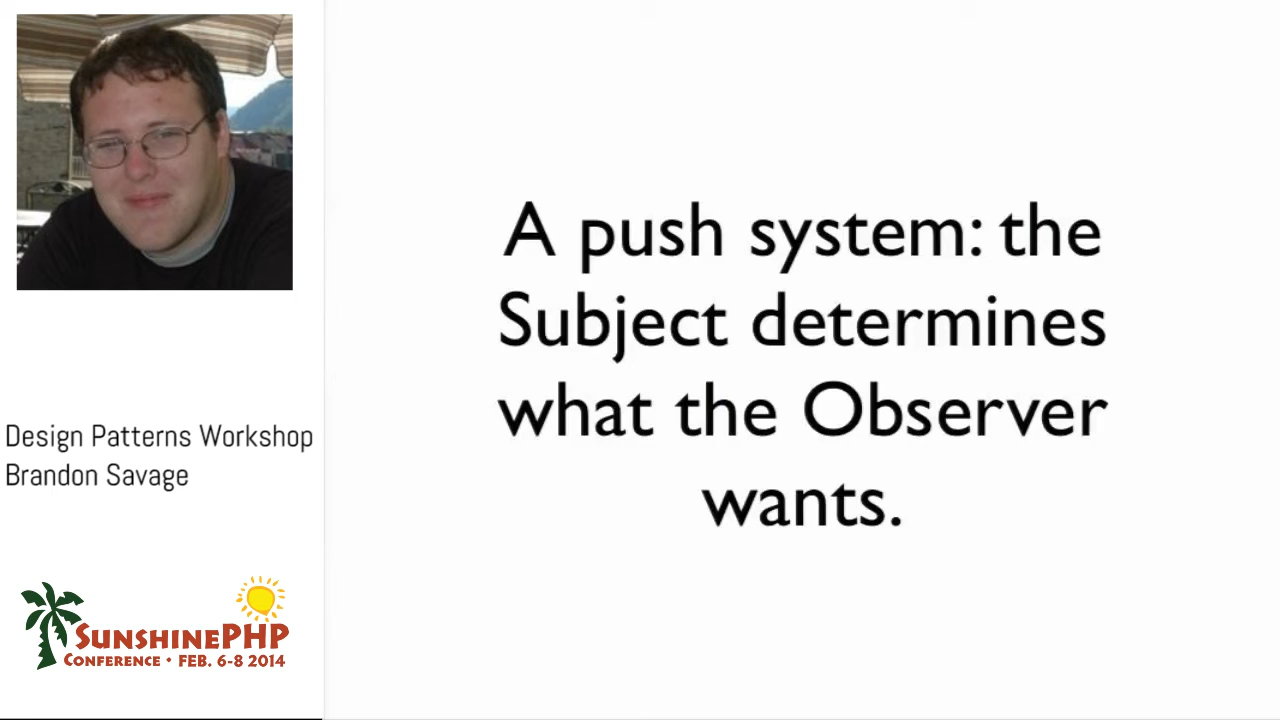 Design Patterns Workshop
Brandon Savage
SUNSHINEPHP
CONFERENCE • FEB. 6-8 2014
A push system: the
Subject determines
what the Observer
wants.